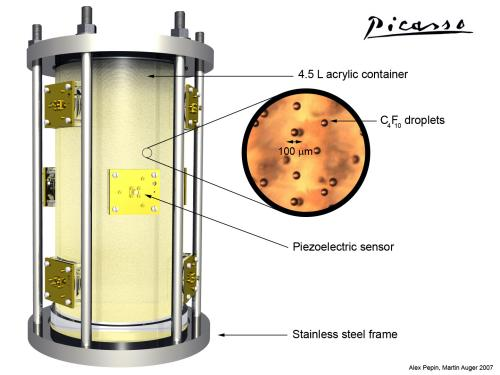 Picasso
4.5 L acrylic container
C4F10 droplets
100 µm
Piezoelectric sensor
Stainless steel frame
Alex Pepin, Martin Auger 2007